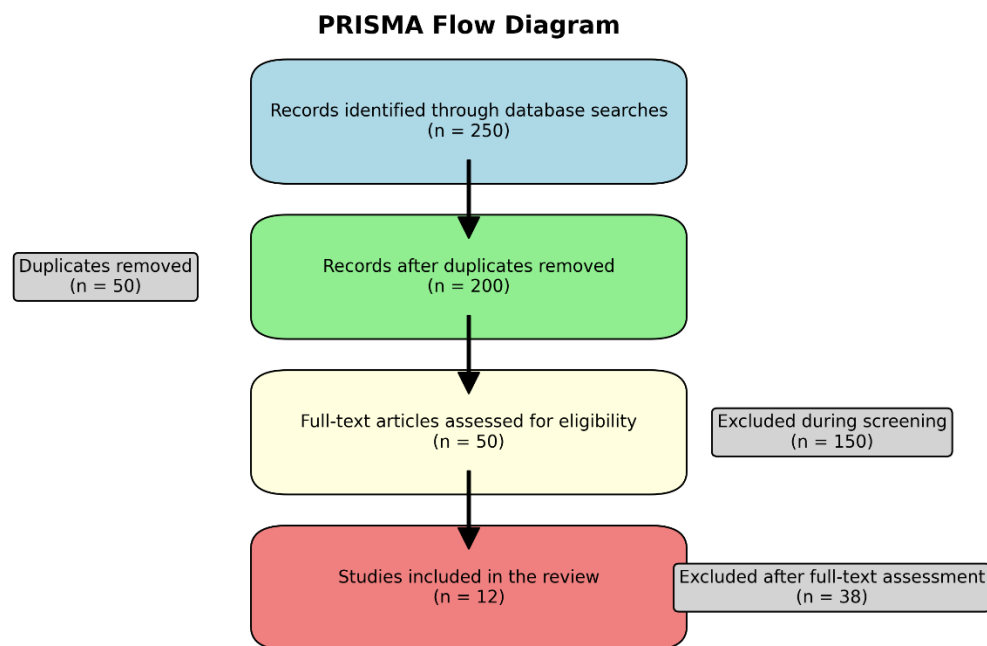 PRISMA Flow Diagram
Records identified through database searches
(n = 250)
Duplicates removed
(n = 50)
Records after duplicates removed
(n = 200)
Full-text articles assessed for eligibility
(n = 50)
Excluded during screening
(n = 150)
Studies included in the review
(n = 12)
Excluded after full-text assessment
(n = 38)